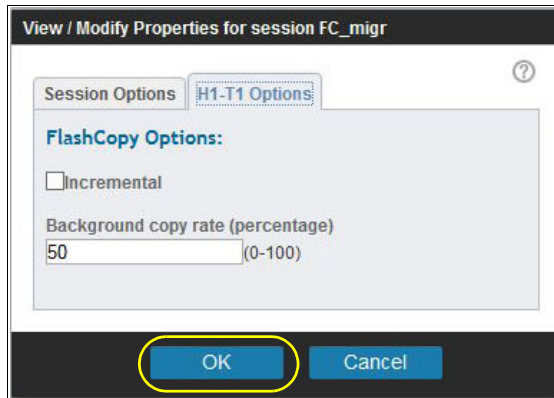 View / Modify Properties for session FC_migr
?
Session Options H1-T1 Options
FlashCopy Options:
Incremental
Background copy rate (percentage)
50 (0-100)
OK Cancel